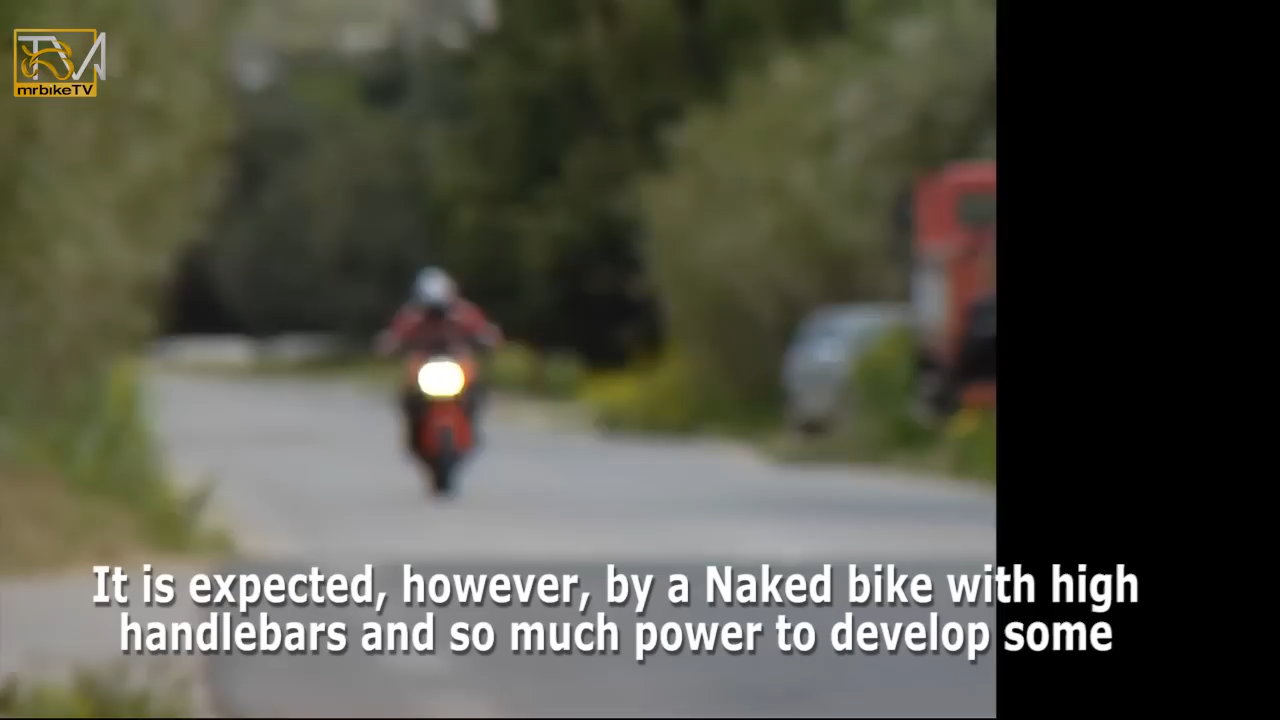 mrbikeTV
It is expected, however, by a Naked bike with high
handlebars and so much power to develop some